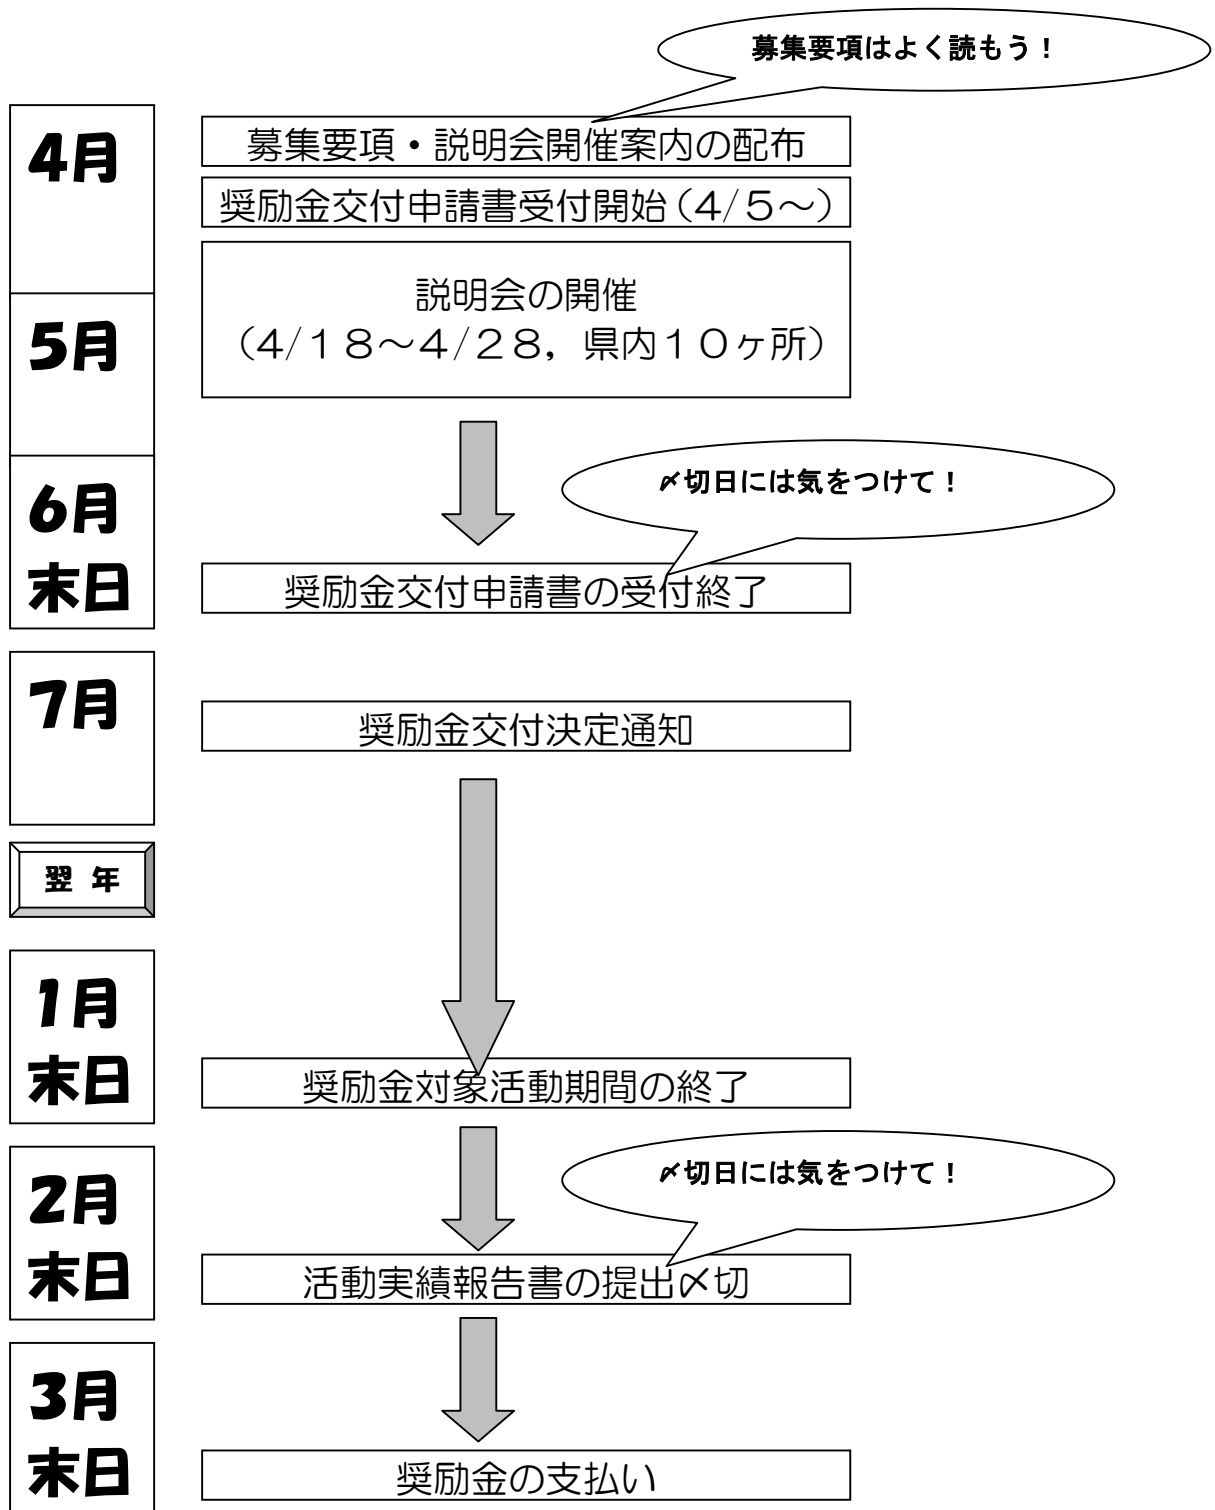 募集要項はよく読もう！
4月
募集要項・説明会開催案内の配布
奨励金交付申請書受付開始（４/５～）
説明会の開催
（４/１８～４/２８，県内１０ヶ所）
5月
〆切日には気をつけて！
6月
末日
奨励金交付申請書の受付終了
7月
奨励金交付決定通知
翌 年
1月
末日
奨励金対象活動期間の終了
〆切日には気をつけて！
2月
末日
活動実績報告書の提出〆切
3月
末日
奨励金の支払い